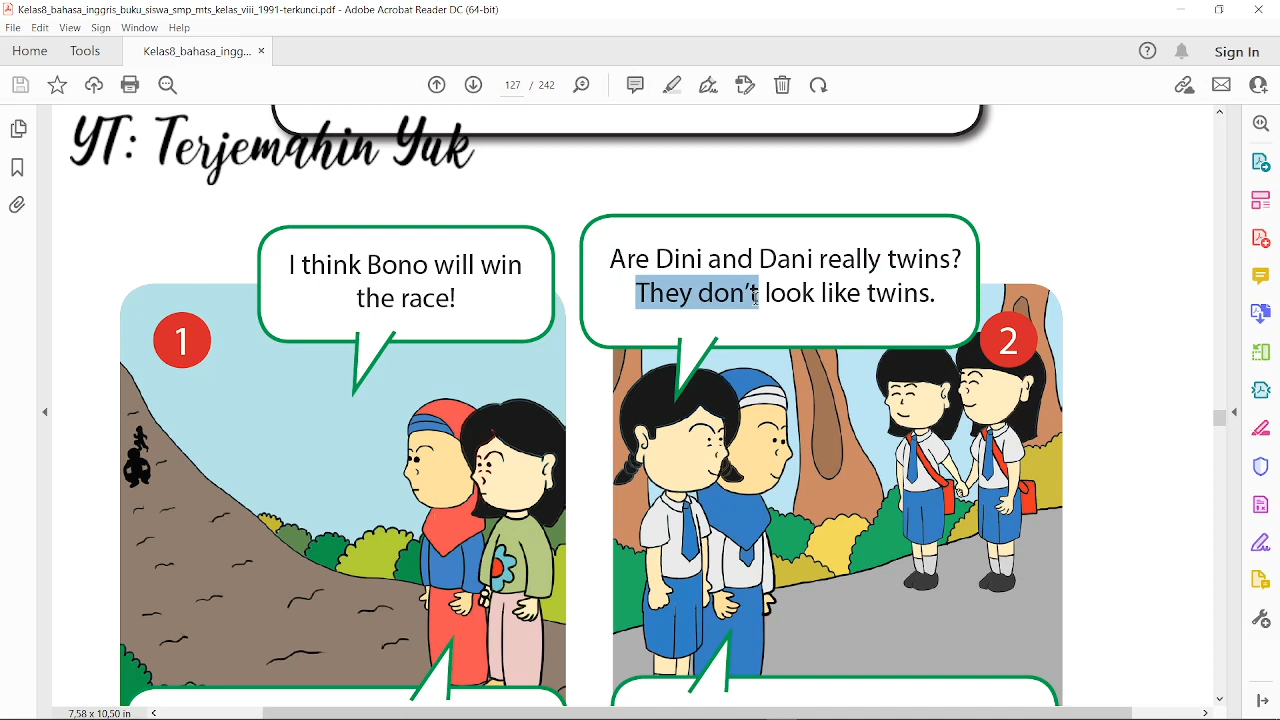 Kelas8_bahasa_inggris_buku_siswa_smp_mts_kelas_viii_1991-terkunci.pdf - Adobe Acrobat Reader DC (64-bit)
File Edit View Sign Window Help
Home Tools Kelas8_bahasa_ingg... × Sign In
127 / 242
YT: Terjemahin Yuk
I think Bono will win
the race!
Are Dini and Dani really twins?
They don't look like twins.
1
2
7,58 x 10,50 in